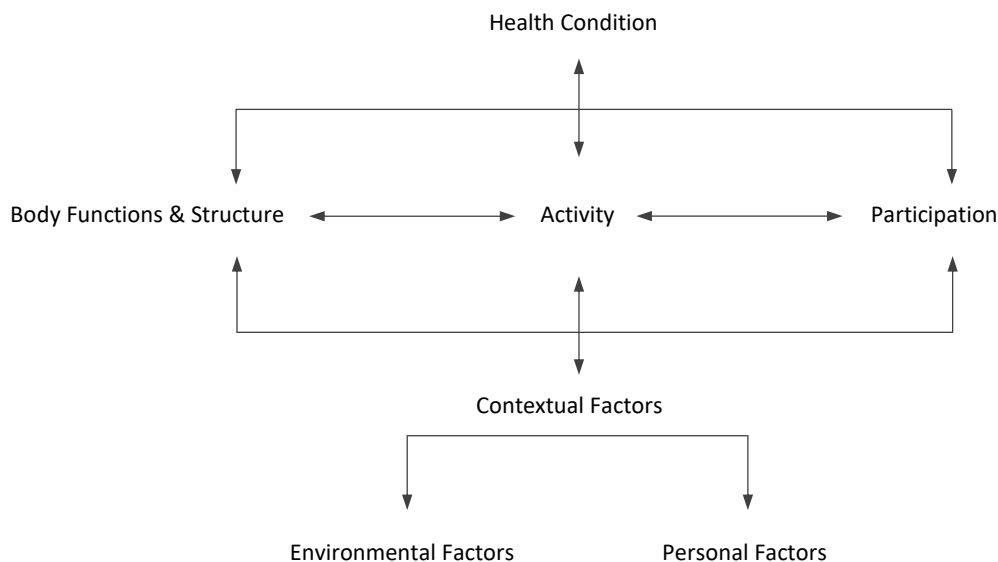 Health Condition
Body Functions & Structure
Activity
Participation
Contextual Factors
Environmental Factors
Personal Factors